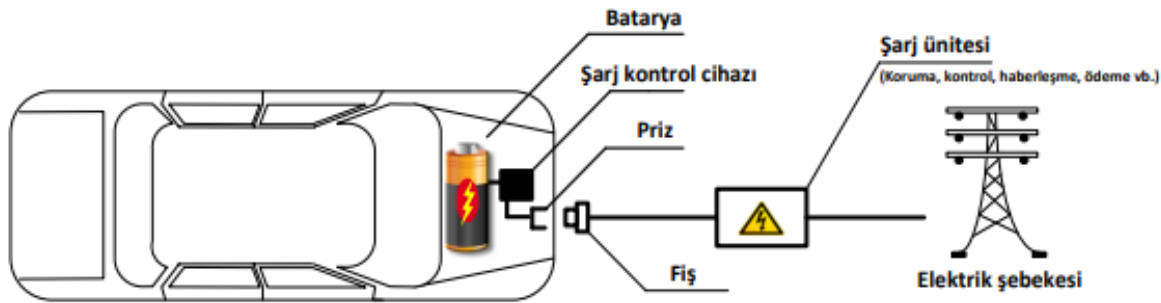 Batarya
Şarj kontrol cihazı
Priz
Fiş
Şarj ünitesi
(Koruma, kontrol, haberleşme, ödeme vb.)
Elektrik şebekesi